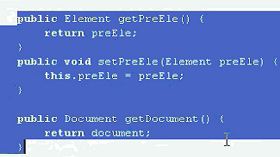 public Element getPreEle() {
return preEle;
}
public void setPreEle(Element preEle) {
this.preEle = preEle;
}
public Document getDocument() {
return document;
}